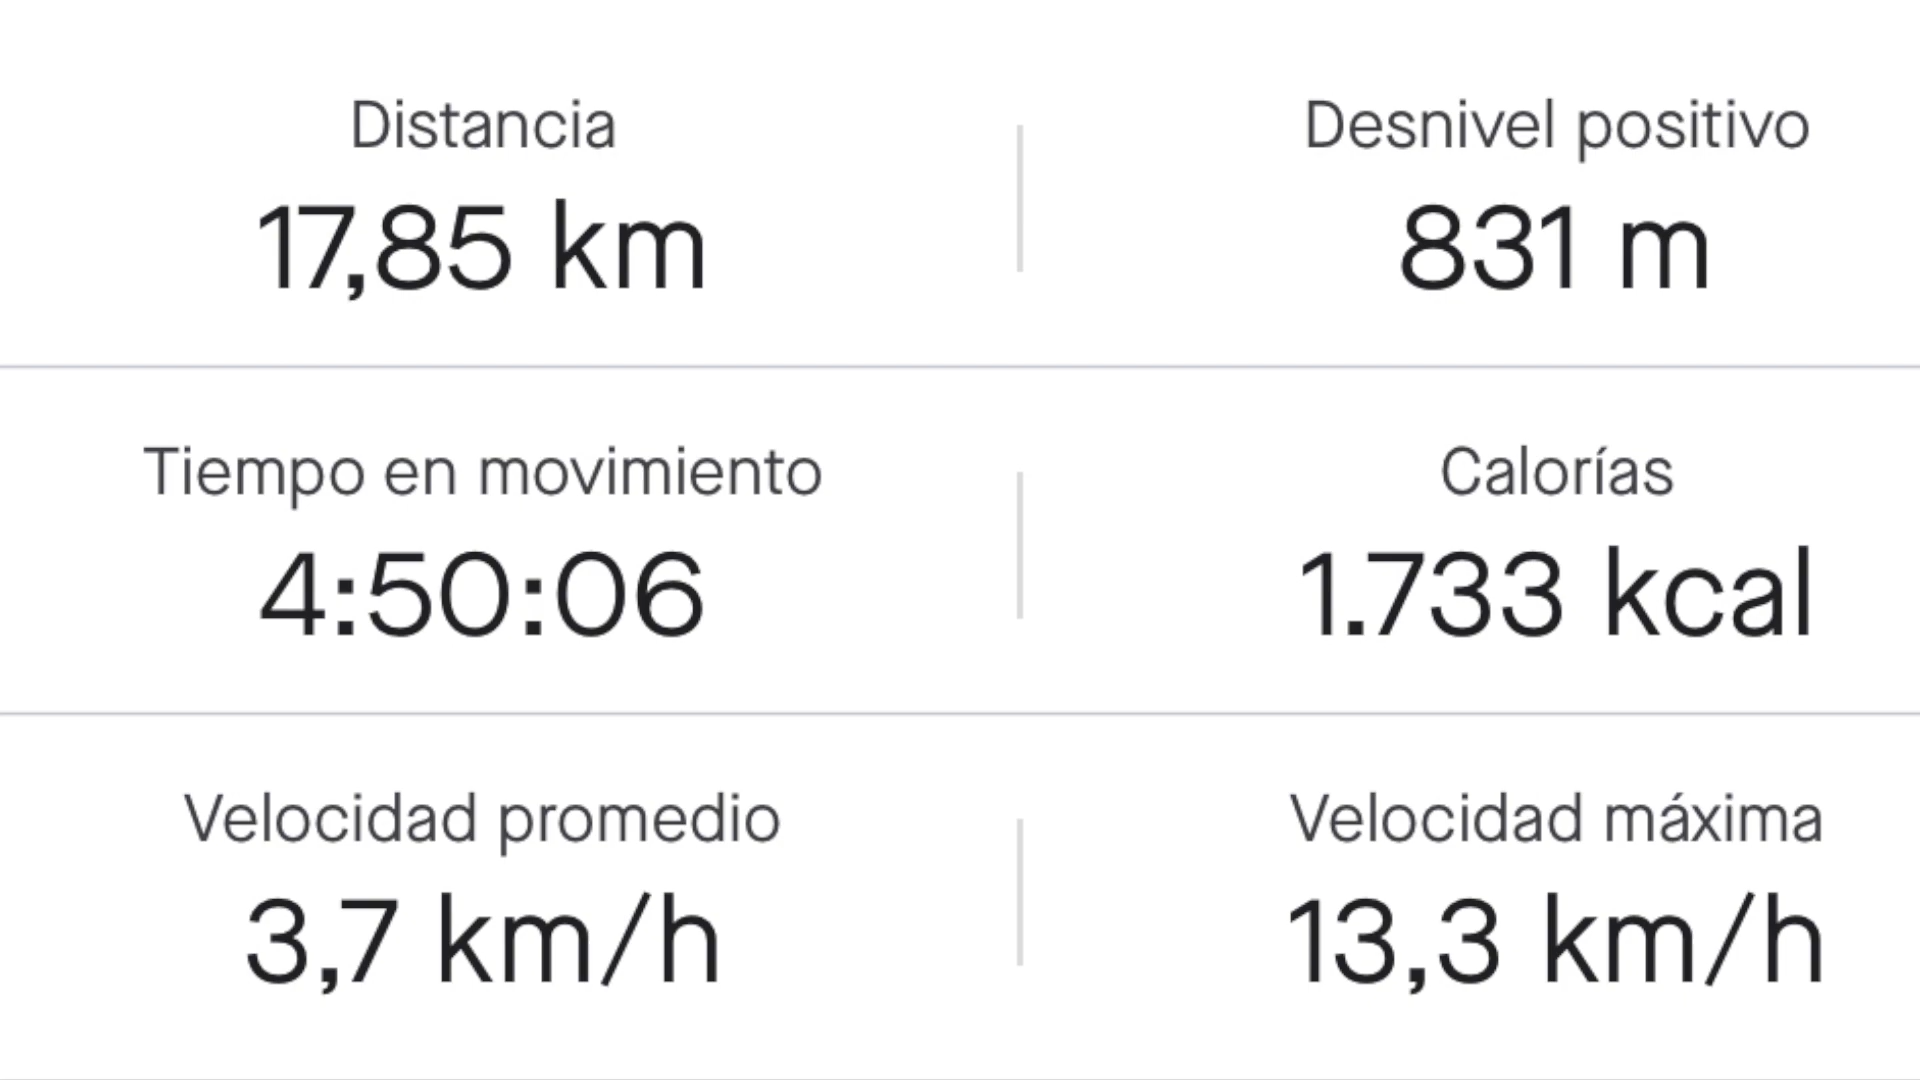 Distancia
17,85 km
Desnivel positivo
831 m
Tiempo en movimiento
4:50:06
Calorías
1.733 kcal
Velocidad promedio
3,7 km/h
Velocidad máxima
13,3 km/h